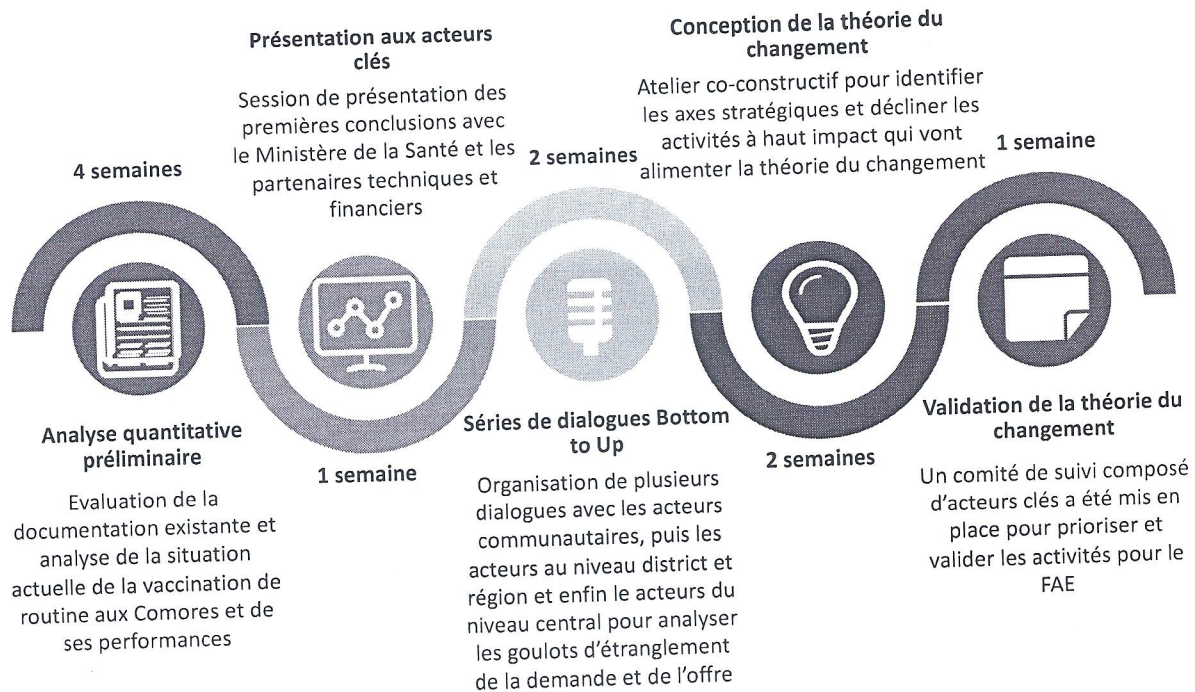 4 semaines
Analyse quantitative
préliminaire
Evaluation de la
documentation existante et
analyse de la situation
actuelle de la vaccination de
routine aux Comores et de
ses performances
Présentation aux acteurs
clés
Session de présentation des
premières conclusions avec
le Ministère de la Santé et les
partenaires techniques et
financiers
1 semaine
2 semaines
Séries de dialogues Bottom
to Up
Organisation de plusieurs
dialogues avec les acteurs
communautaires, puis les
acteurs au niveau district et
région et enfin le acteurs du
niveau central pour analyser
les goulots d'étranglement
de la demande et de l'offre
Conception de la théorie du
changement
Atelier co-constructif pour identifier
les axes stratégiques et décliner les
activités à haut impact qui vont
alimenter la théorie du changement
2 semaines
1 semaine
Validation de la théorie du
changement
Un comité de suivi composé
d'acteurs clés a été mis en
place pour prioriser et
valider les activités pour le
FAE